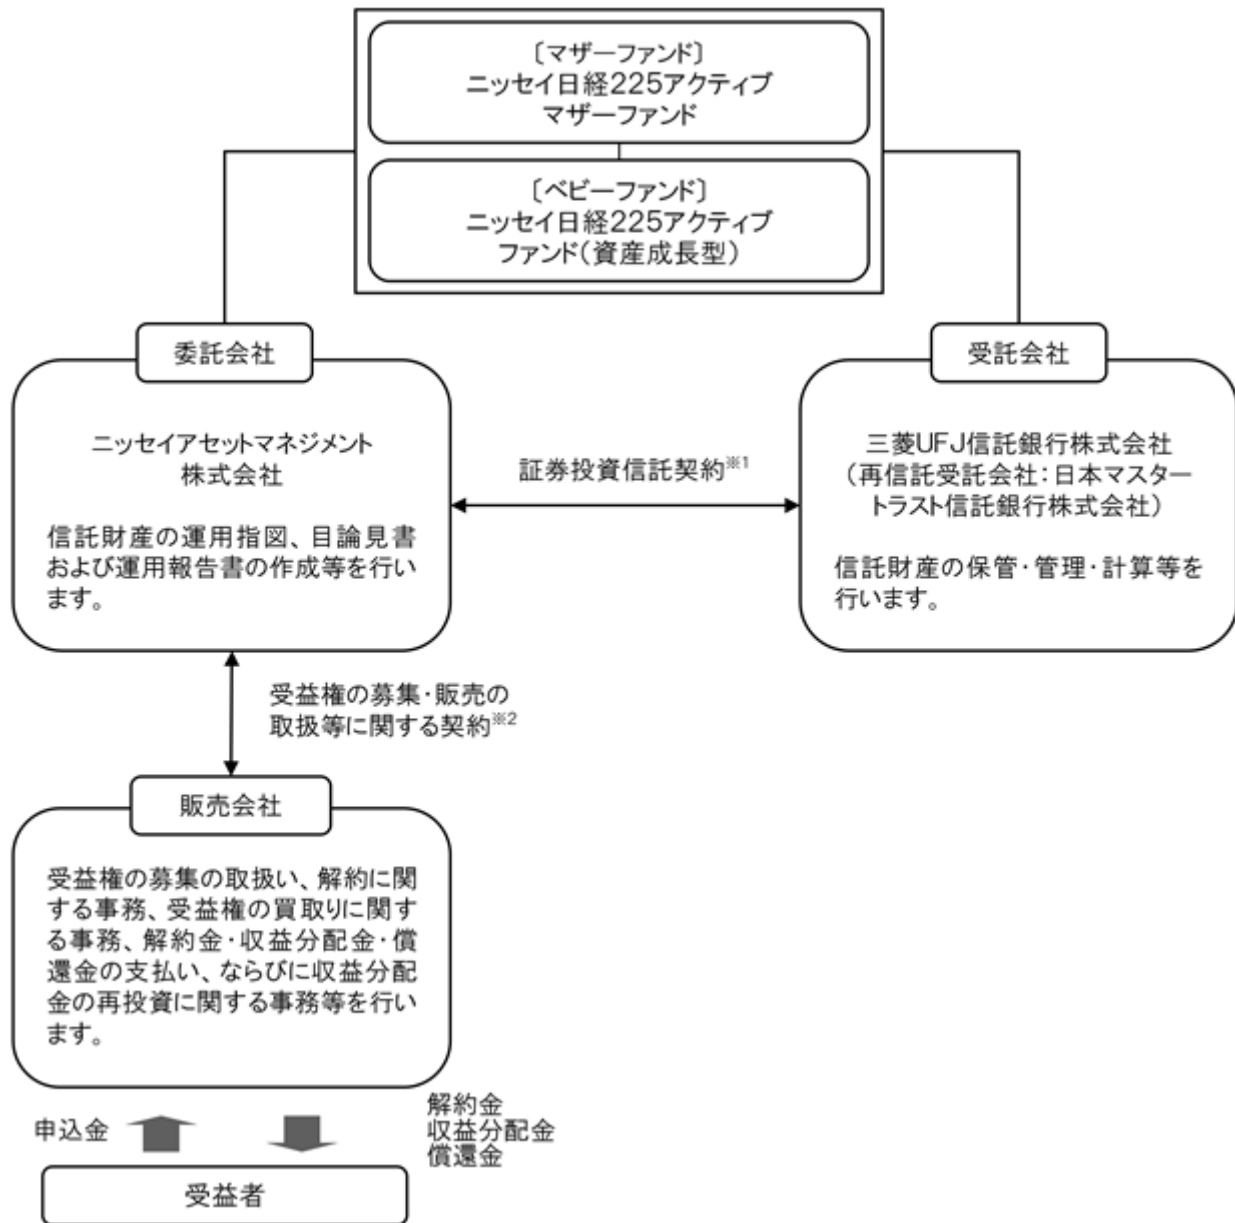 〔マザーファンド〕
ニッセイ日経225アクティブ
マザーファンド
〔ベビーファンド〕
ニッセイ日経225アクティブ
ファンド(資産成長型)
委託会社
ニッセイアセットマネジメント
株式会社
信託財産の運用指図、目論見書
および運用報告書の作成等を行い
ます。
証券投資信託契約※1
受託会社
三菱UFJ信託銀行株式会社
(再信託受託会社:日本マスター
トラスト信託銀行株式会社)
信託財産の保管・管理・計算等を
行います。
受益権の募集・販売の
取扱等に関する契約※2
販売会社
受益権の募集の取扱い、解約に関
する事務、受益権の買取りに関す
る事務、解約金・収益分配金・償
還金の支払い、ならびに収益分配
金の再投資に関する事務等を行い
ます。
申込金
解約金
収益分配金
償還金
受益者